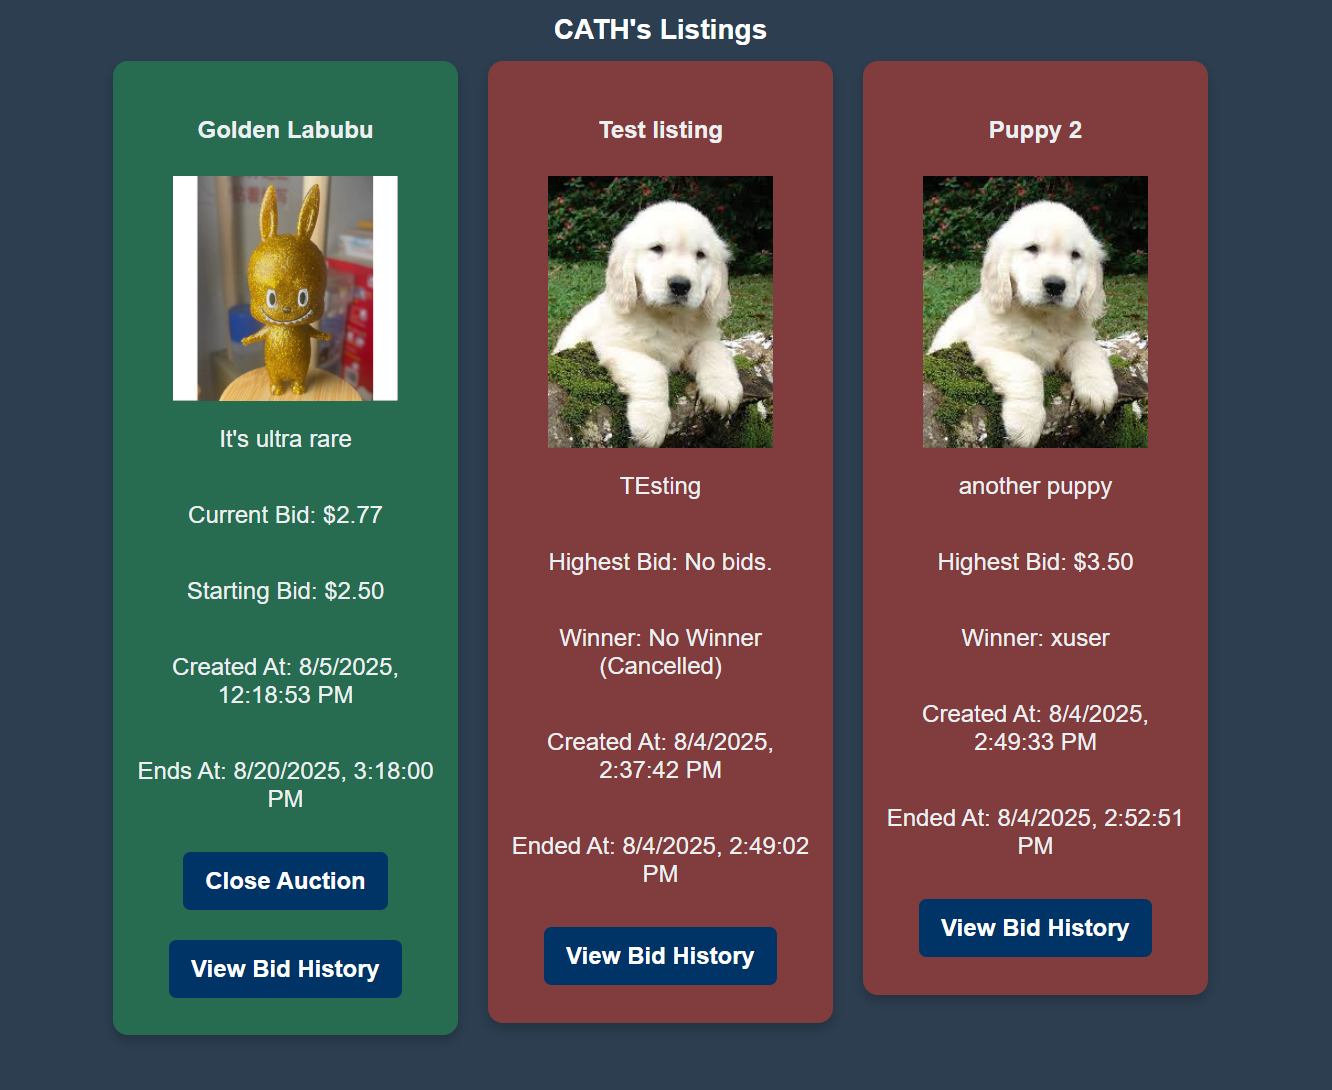 CATH's Listings
Golden Labubu
It's ultra rare
Current Bid: $2.77
Starting Bid: $2.50
Created At: 8/5/2025,
12:18:53 PM
Ends At: 8/20/2025, 3:18:00
PM
Close Auction
View Bid History
Test listing
TEsting
Highest Bid: No bids.
Winner: No Winner
(Cancelled)
Created At: 8/4/2025,
2:37:42 PM
Ended At: 8/4/2025, 2:49:02
PM
View Bid History
Puppy 2
another puppy
Highest Bid: $3.50
Winner: xuser
Created At: 8/4/2025,
2:49:33 PM
Ended At: 8/4/2025, 2:52:51
PM
View Bid History